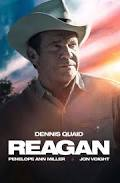 DENNIS QUAID
REAGAN
PENELOPE ANN MILLER JON VOIGHT